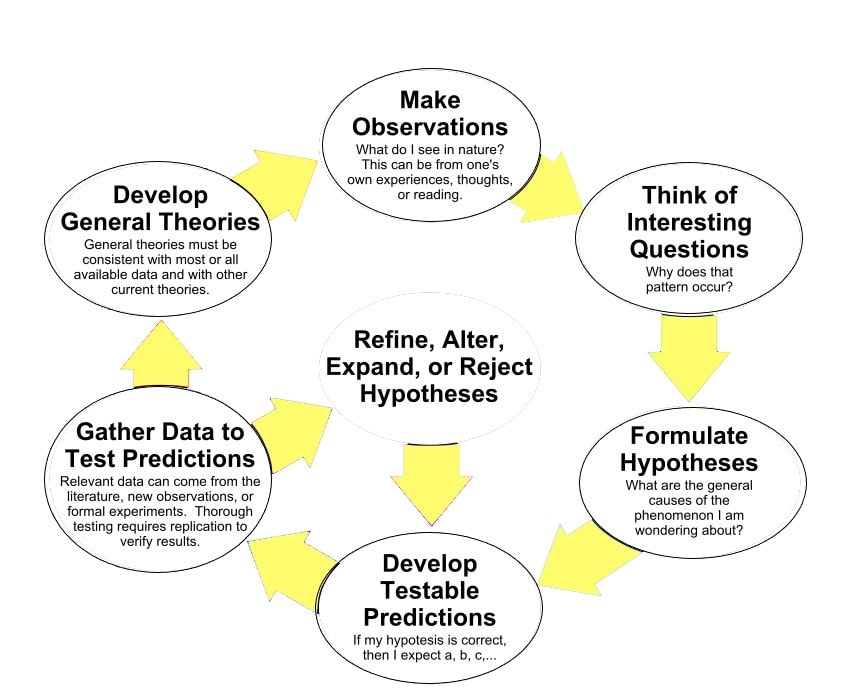 Make
Observations
What do I see in nature?
This can be from one's
own experiences, thoughts,
or reading.
Think of
Interesting
Questions
Why does that
pattern occur?
Formulate
Hypotheses
What are the general
causes of the
phenomenon I am
wondering about?
Develop
Testable
Predictions
If my hypotesis is correct,
then I expect a, b, c,...
Gather Data to
Test Predictions
Relevant data can come from the
literature, new observations, or
formal experiments. Thorough
testing requires replication to
verify results.
Refine, Alter,
Expand, or Reject
Hypotheses
Develop
General Theories
General theories must be
consistent with most or all
available data and with other
current theories.